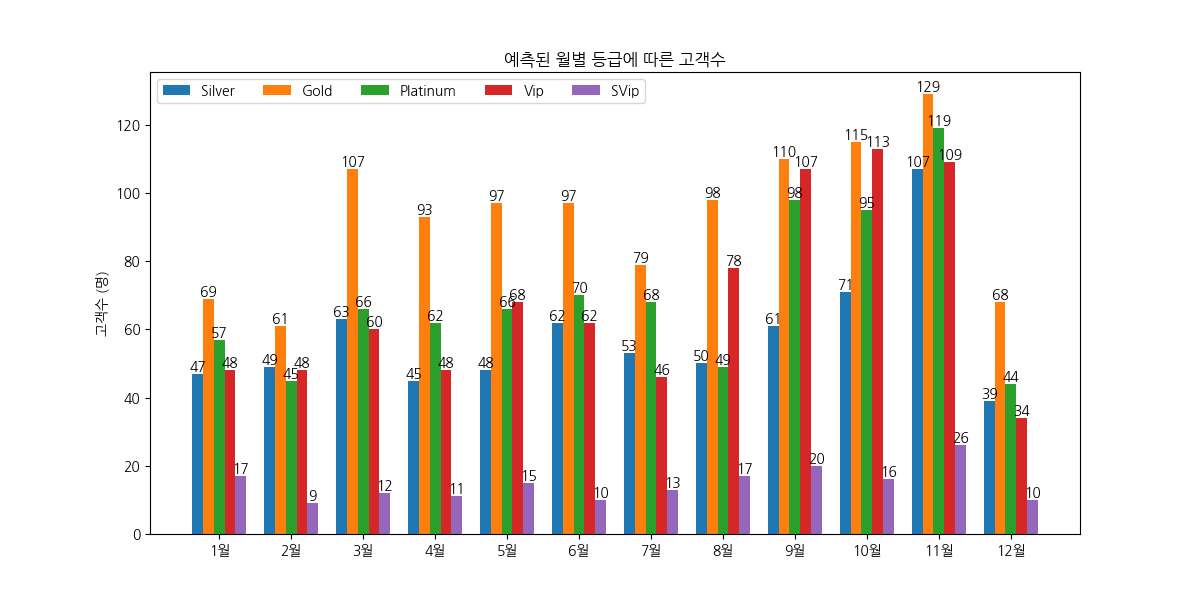 예측된 월별 등급에 따른 고객수
Silver Gold Platinum Vip SVip
고객수 (명)
120
100
80
60
40
20
0
47 69 57 48 17
49 61 45 48 9
63 107 66 60 12
45 93 62 48 11
48 97 66 68 15
62 97 70 62 10
53 79 68 46 13
50 98 49 78 17
61 110 98 107 20
71 115 95 113 16
107 129 119 109 26
39 68 44 34 10
1월 2월 3월 4월 5월 6월 7월 8월 9월 10월 11월 12월